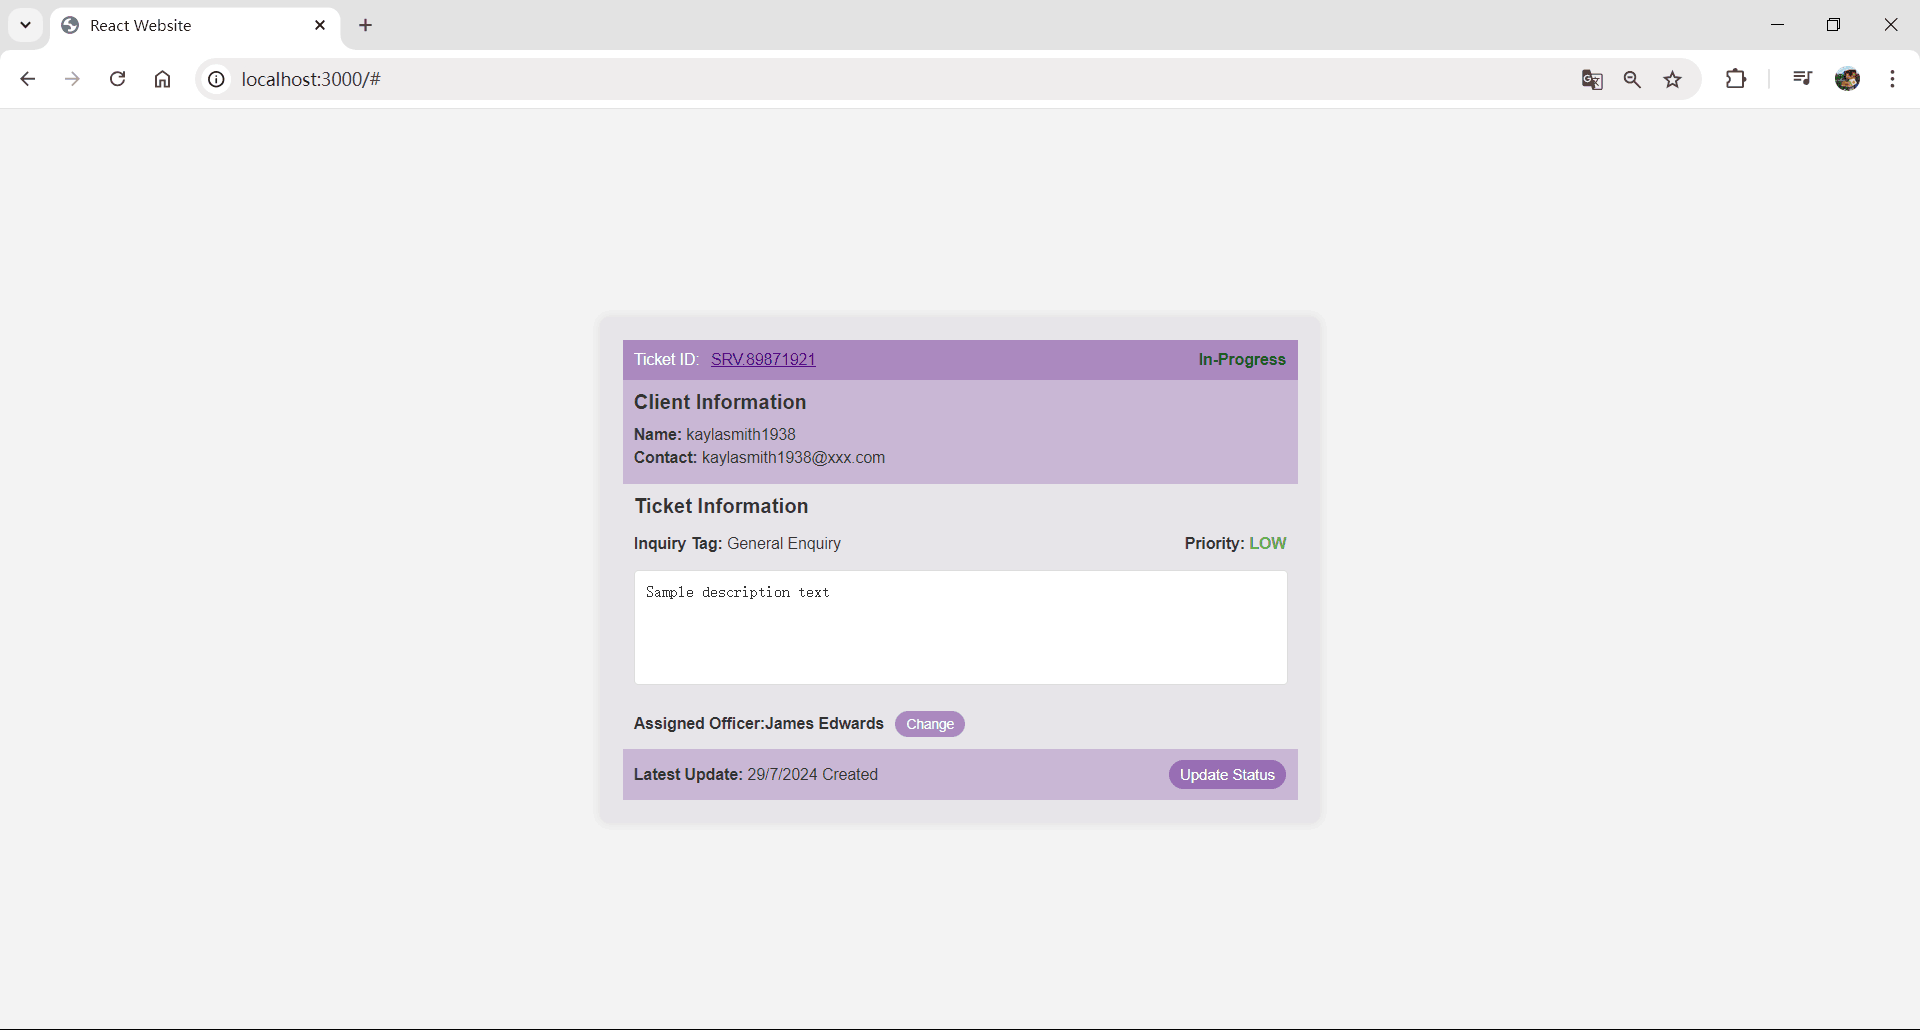 React Website
localhost:3000/#
Ticket ID: SRV.89871921 In-Progress
Client Information
Name: kaylasmith1938
Contact: kaylasmith1938@xxx.com
Ticket Information
Inquiry Tag: General Enquiry Priority: LOW
Sample description text
Assigned Officer:James Edwards Change
Latest Update: 29/7/2024 Created Update Status